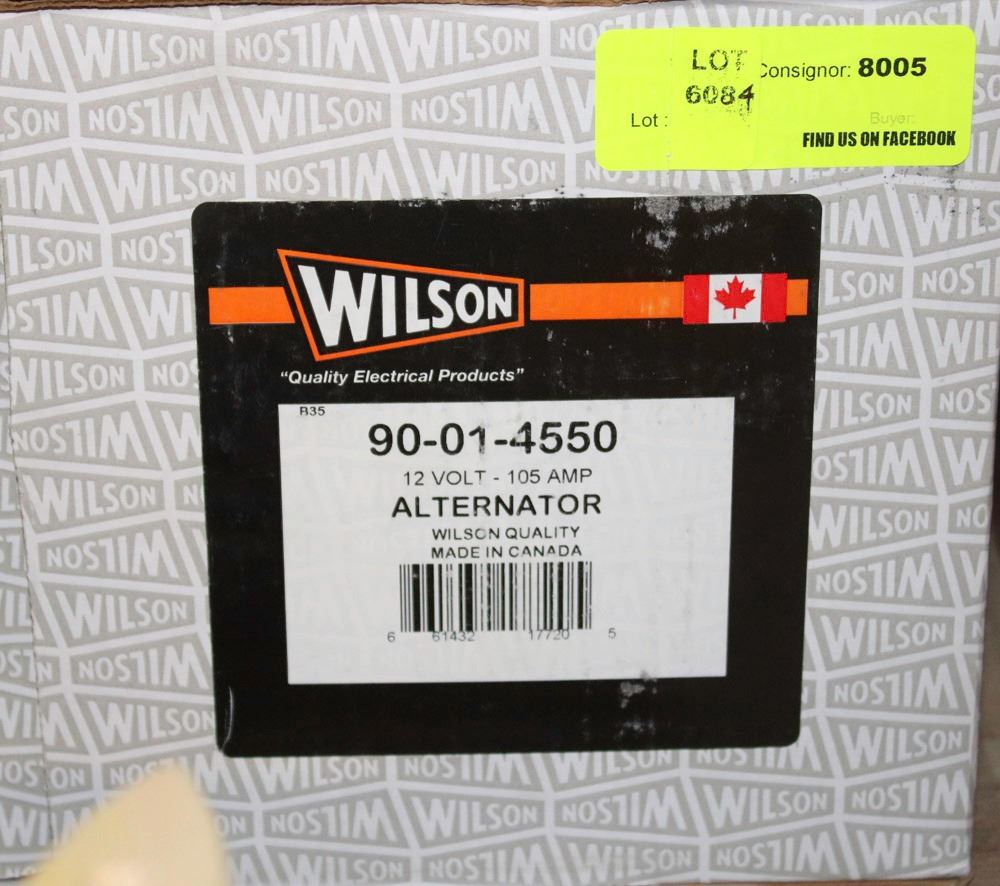 LOT
6084
Consignor: 8005
Lot :
Buyer:
FIND US ON FACEBOOK
WILSON
“Quality Electrical Products”
B35
90-01-4550
12 VOLT - 105 AMP
ALTERNATOR
WILSON QUALITY
MADE IN CANADA
6 61432 17720 5